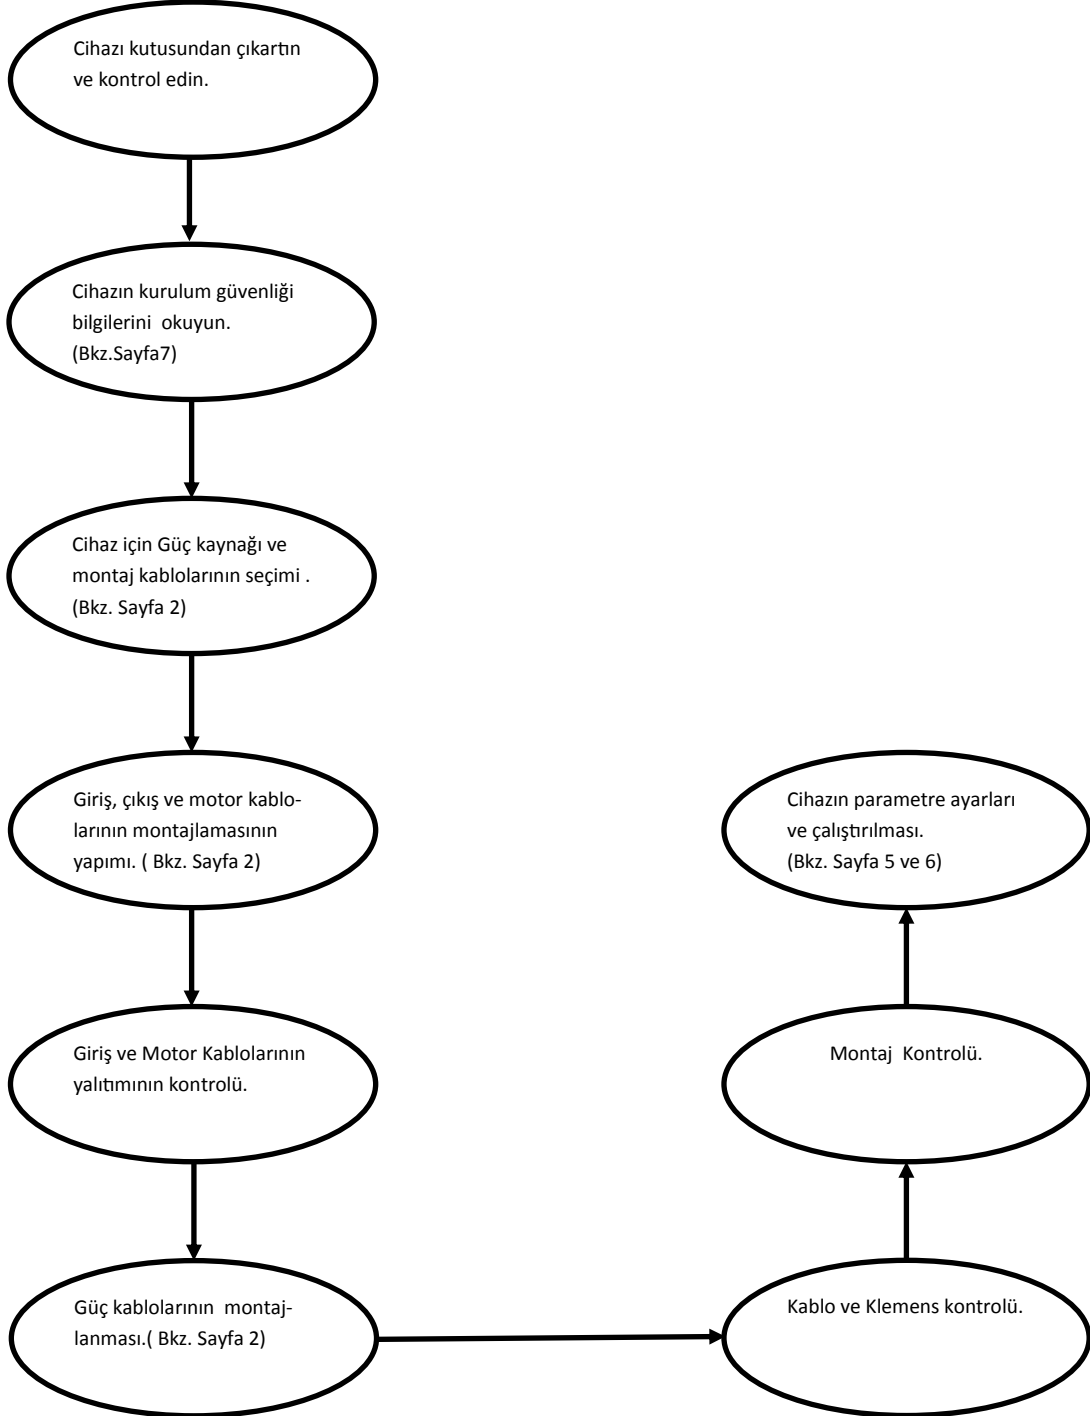 Cihazı kutusundan çıkartın
ve kontrol edin.
Cihazın kurulum güvenliği
bilgilerini  okuyun.
(Bkz.Sayfa7)
Cihaz için Güç kaynağı ve
montaj kablolarının seçimi .
(Bkz. Sayfa 2)
Giriş, çıkış ve motor kablo-
larının montajlamasının
yapımı. ( Bkz. Sayfa 2)
Giriş ve Motor Kablolarının
yalıtımının kontrolü.
Güç kablolarının  montaj-
lanması.( Bkz. Sayfa 2)
Kablo ve Klemens kontrolü.
Montaj  Kontrolü.
Cihazın parametre ayarları
ve çalıştırılması.
(Bkz. Sayfa 5 ve 6)